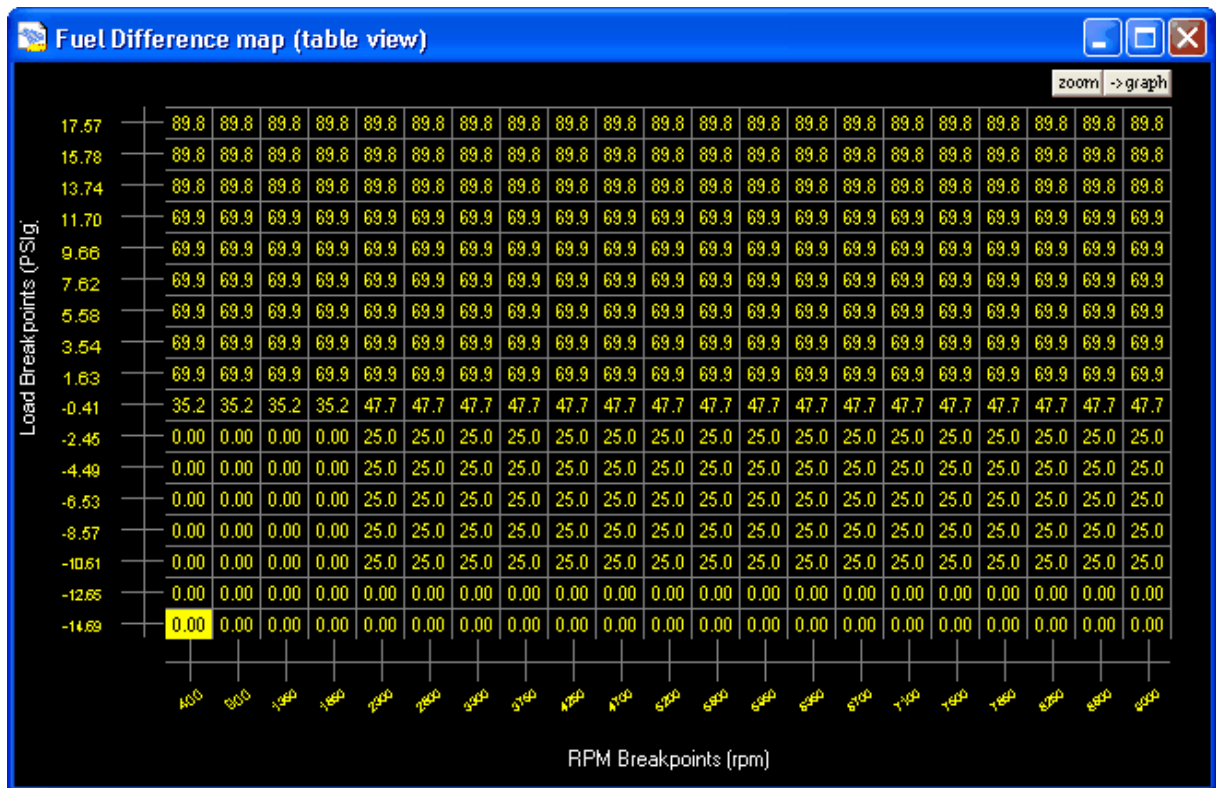 Fuel Difference map (table view)
zoom ->graph
17.57 89.8 89.8 89.8 89.8 89.8 89.8 89.8 89.8 89.8 89.8 89.8 89.8 89.8 89.8 89.8 89.8 89.8 89.8 89.8 89.8 89.8
15.78 89.8 89.8 89.8 89.8 89.8 89.8 89.8 89.8 89.8 89.8 89.8 89.8 89.8 89.8 89.8 89.8 89.8 89.8 89.8 89.8 89.8
13.74 89.8 89.8 89.8 89.8 89.8 89.8 89.8 89.8 89.8 89.8 89.8 89.8 89.8 89.8 89.8 89.8 89.8 89.8 89.8 89.8 89.8
11.70 69.9 69.9 69.9 69.9 69.9 69.9 69.9 69.9 69.9 69.9 69.9 69.9 69.9 69.9 69.9 69.9 69.9 69.9 69.9 69.9 69.9
9.66 69.9 69.9 69.9 69.9 69.9 69.9 69.9 69.9 69.9 69.9 69.9 69.9 69.9 69.9 69.9 69.9 69.9 69.9 69.9 69.9 69.9
7.62 69.9 69.9 69.9 69.9 69.9 69.9 69.9 69.9 69.9 69.9 69.9 69.9 69.9 69.9 69.9 69.9 69.9 69.9 69.9 69.9 69.9
5.58 69.9 69.9 69.9 69.9 69.9 69.9 69.9 69.9 69.9 69.9 69.9 69.9 69.9 69.9 69.9 69.9 69.9 69.9 69.9 69.9 69.9
3.54 69.9 69.9 69.9 69.9 69.9 69.9 69.9 69.9 69.9 69.9 69.9 69.9 69.9 69.9 69.9 69.9 69.9 69.9 69.9 69.9 69.9
1.63 69.9 69.9 69.9 69.9 69.9 69.9 69.9 69.9 69.9 69.9 69.9 69.9 69.9 69.9 69.9 69.9 69.9 69.9 69.9 69.9 69.9
-0.41 35.2 35.2 35.2 35.2 47.7 47.7 47.7 47.7 47.7 47.7 47.7 47.7 47.7 47.7 47.7 47.7 47.7 47.7 47.7 47.7 47.7
-2.45 0.00 0.00 0.00 0.00 25.0 25.0 25.0 25.0 25.0 25.0 25.0 25.0 25.0 25.0 25.0 25.0 25.0 25.0 25.0 25.0 25.0
-4.49 0.00 0.00 0.00 0.00 25.0 25.0 25.0 25.0 25.0 25.0 25.0 25.0 25.0 25.0 25.0 25.0 25.0 25.0 25.0 25.0 25.0
-6.53 0.00 0.00 0.00 0.00 25.0 25.0 25.0 25.0 25.0 25.0 25.0 25.0 25.0 25.0 25.0 25.0 25.0 25.0 25.0 25.0 25.0
-8.57 0.00 0.00 0.00 0.00 25.0 25.0 25.0 25.0 25.0 25.0 25.0 25.0 25.0 25.0 25.0 25.0 25.0 25.0 25.0 25.0 25.0
-10.61 0.00 0.00 0.00 0.00 25.0 25.0 25.0 25.0 25.0 25.0 25.0 25.0 25.0 25.0 25.0 25.0 25.0 25.0 25.0 25.0 25.0
-12.65 0.00 0.00 0.00 0.00 0.00 0.00 0.00 0.00 0.00 0.00 0.00 0.00 0.00 0.00 0.00 0.00 0.00 0.00 0.00 0.00 0.00
-14.69 0.00 0.00 0.00 0.00 0.00 0.00 0.00 0.00 0.00 0.00 0.00 0.00 0.00 0.00 0.00 0.00 0.00 0.00 0.00 0.00 0.00
Load Breakpoints (PSIg)
400 2300 2800 4250 4700 5200 6700 7100
RPM Breakpoints (rpm)